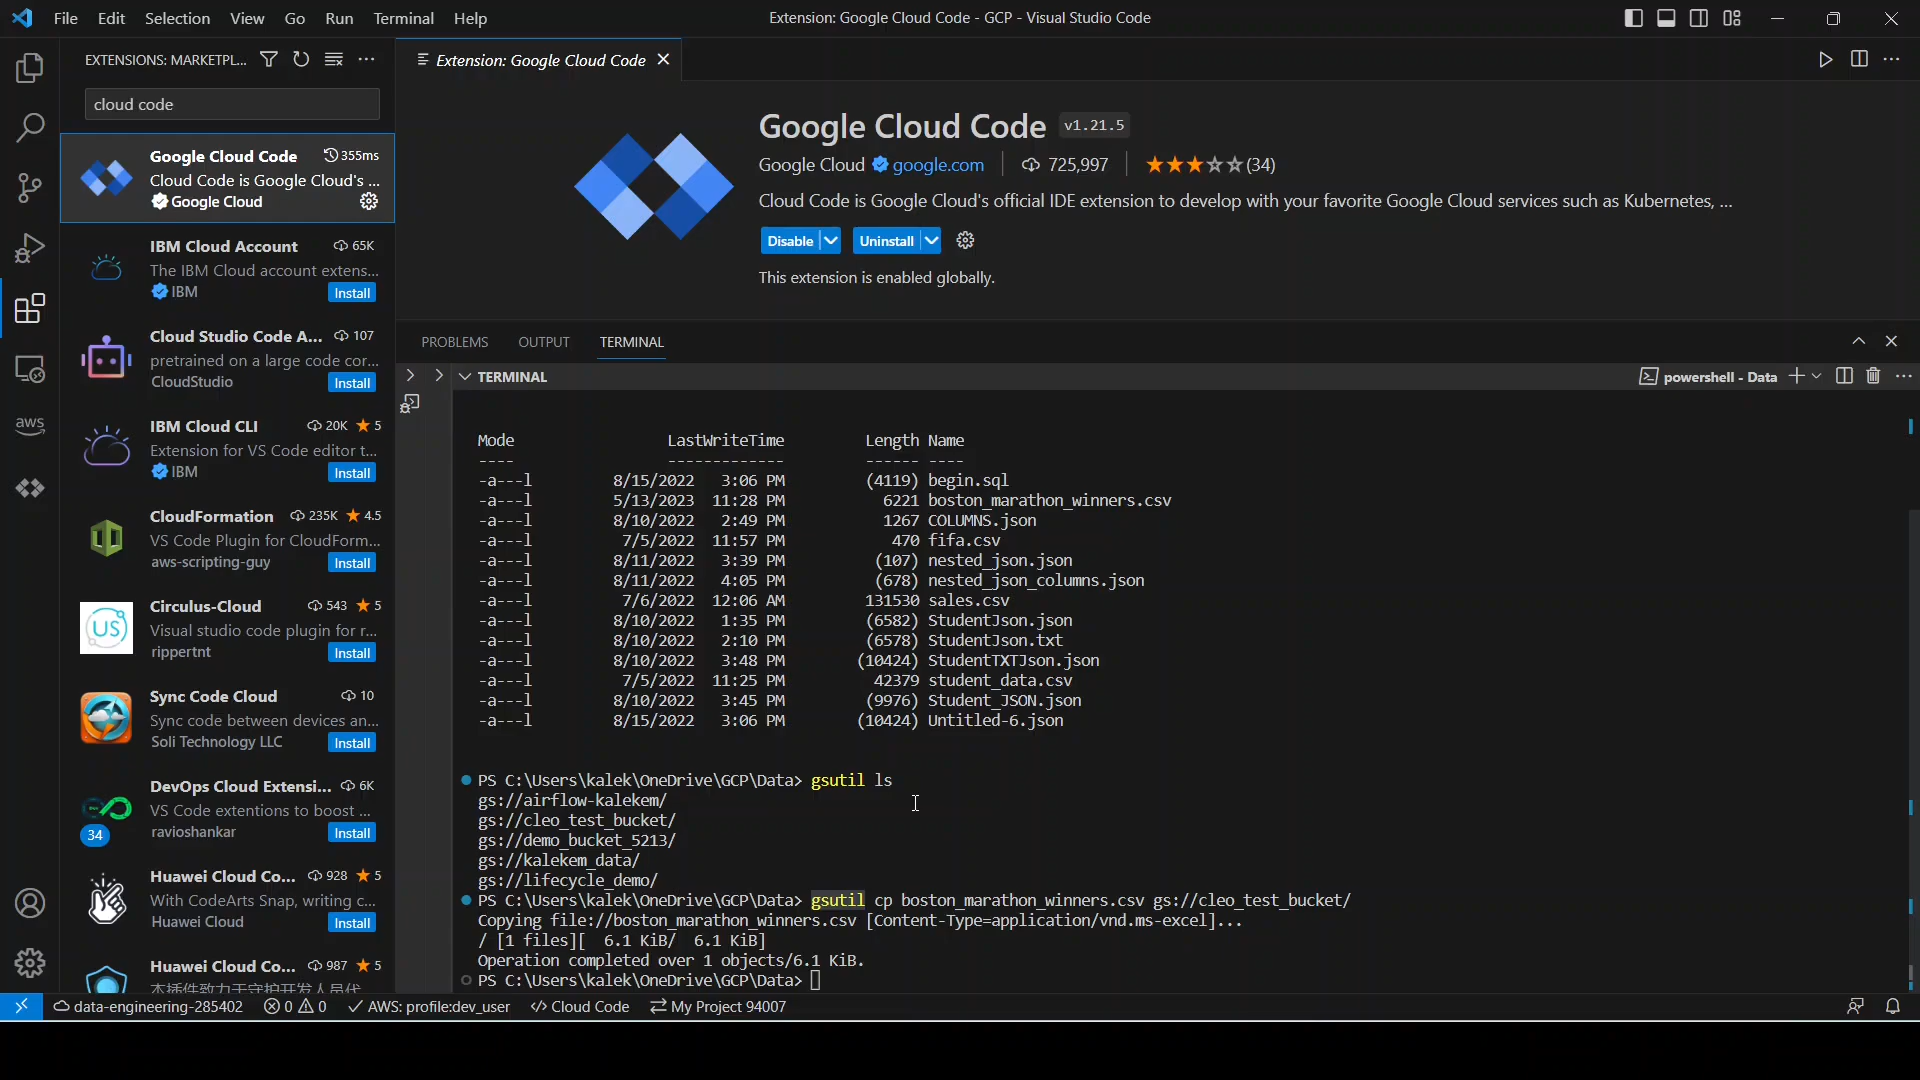 File Edit Selection View Go Run Terminal Help
Extension: Google Cloud Code - GCP - Visual Studio Code
EXTENSIONS: MARKETPL...
cloud code
Google Cloud Code 355ms
Cloud Code is Google Cloud's ...
Google Cloud
IBM Cloud Account 65K
The IBM Cloud account extens...
IBM Install
Cloud Studio Code A... 107
pretrained on a large code cor...
CloudStudio Install
aws
IBM Cloud CLI 20K 5
Extension for VS Code editor t...
IBM Install
CloudFormation 235K 4.5
VS Code Plugin for CloudForm...
aws-scripting-guy Install
US
Circulus-Cloud 543 5
Visual studio code plugin for r...
rippertnt Install
Sync Code Cloud 10
Sync code between devices an...
Soli Technology LLC Install
DevOps Cloud Extensi... 6K
VS Code extentions to boost ...
34
ravioshankar Install
Huawei Cloud Co... 928 5
With CodeArts Snap, writing c...
Huawei Cloud Install
Huawei Cloud Co... 987 5
本插件致力于守护开发人员代
Extension: Google Cloud Code
Google Cloud Code v1.21.5
Google Cloud google.com 725,997 (34)
Cloud Code is Google Cloud's official IDE extension to develop with your favorite Google Cloud services such as Kubernetes, ...
Disable Uninstall
This extension is enabled globally.
PROBLEMS OUTPUT TERMINAL
TERMINAL
powershell - Data
Mode LastWriteTime Length Name
---- ------------- ------ ----
-a---l 8/15/2022 3:06 PM (4119) begin.sql
-a---l 5/13/2023 11:28 PM 6221 boston_marathon_winners.csv
-a---l 8/10/2022 2:49 PM 1267 COLUMNS.json
-a---l 7/5/2022 11:57 PM 470 fifa.csv
-a---l 8/11/2022 3:39 PM (107) nested_json.json
-a---l 8/11/2022 4:05 PM (678) nested_json_columns.json
-a---l 7/6/2022 12:06 AM 131530 sales.csv
-a---l 8/10/2022 1:35 PM (6582) StudentJson.json
-a---l 8/10/2022 2:10 PM (6578) StudentJson.txt
-a---l 8/10/2022 3:48 PM (10424) StudentTXTJson.json
-a---l 7/5/2022 11:25 PM 42379 student_data.csv
-a---l 8/10/2022 3:45 PM (9976) Student_JSON.json
-a---l 8/15/2022 3:06 PM (10424) Untitled-6.json
PS C:\Users\kalek\OneDrive\GCP\Data> gsutil ls
gs://airflow-kalekem/
gs://cleo_test_bucket/
gs://demo_bucket_5213/
gs://kalekem_data/
gs://lifecycle_demo/
PS C:\Users\kalek\OneDrive\GCP\Data> gsutil cp boston_marathon_winners.csv gs://cleo_test_bucket/
Copying file://boston_marathon_winners.csv [Content-Type=application/vnd.ms-excel]...
/ [1 files][ 6.1 KiB/ 6.1 KiB]
Operation completed over 1 objects/6.1 KiB.
PS C:\Users\kalek\OneDrive\GCP\Data>
data-engineering-285402 0 0 AWS: profile:dev_user Cloud Code My Project 94007